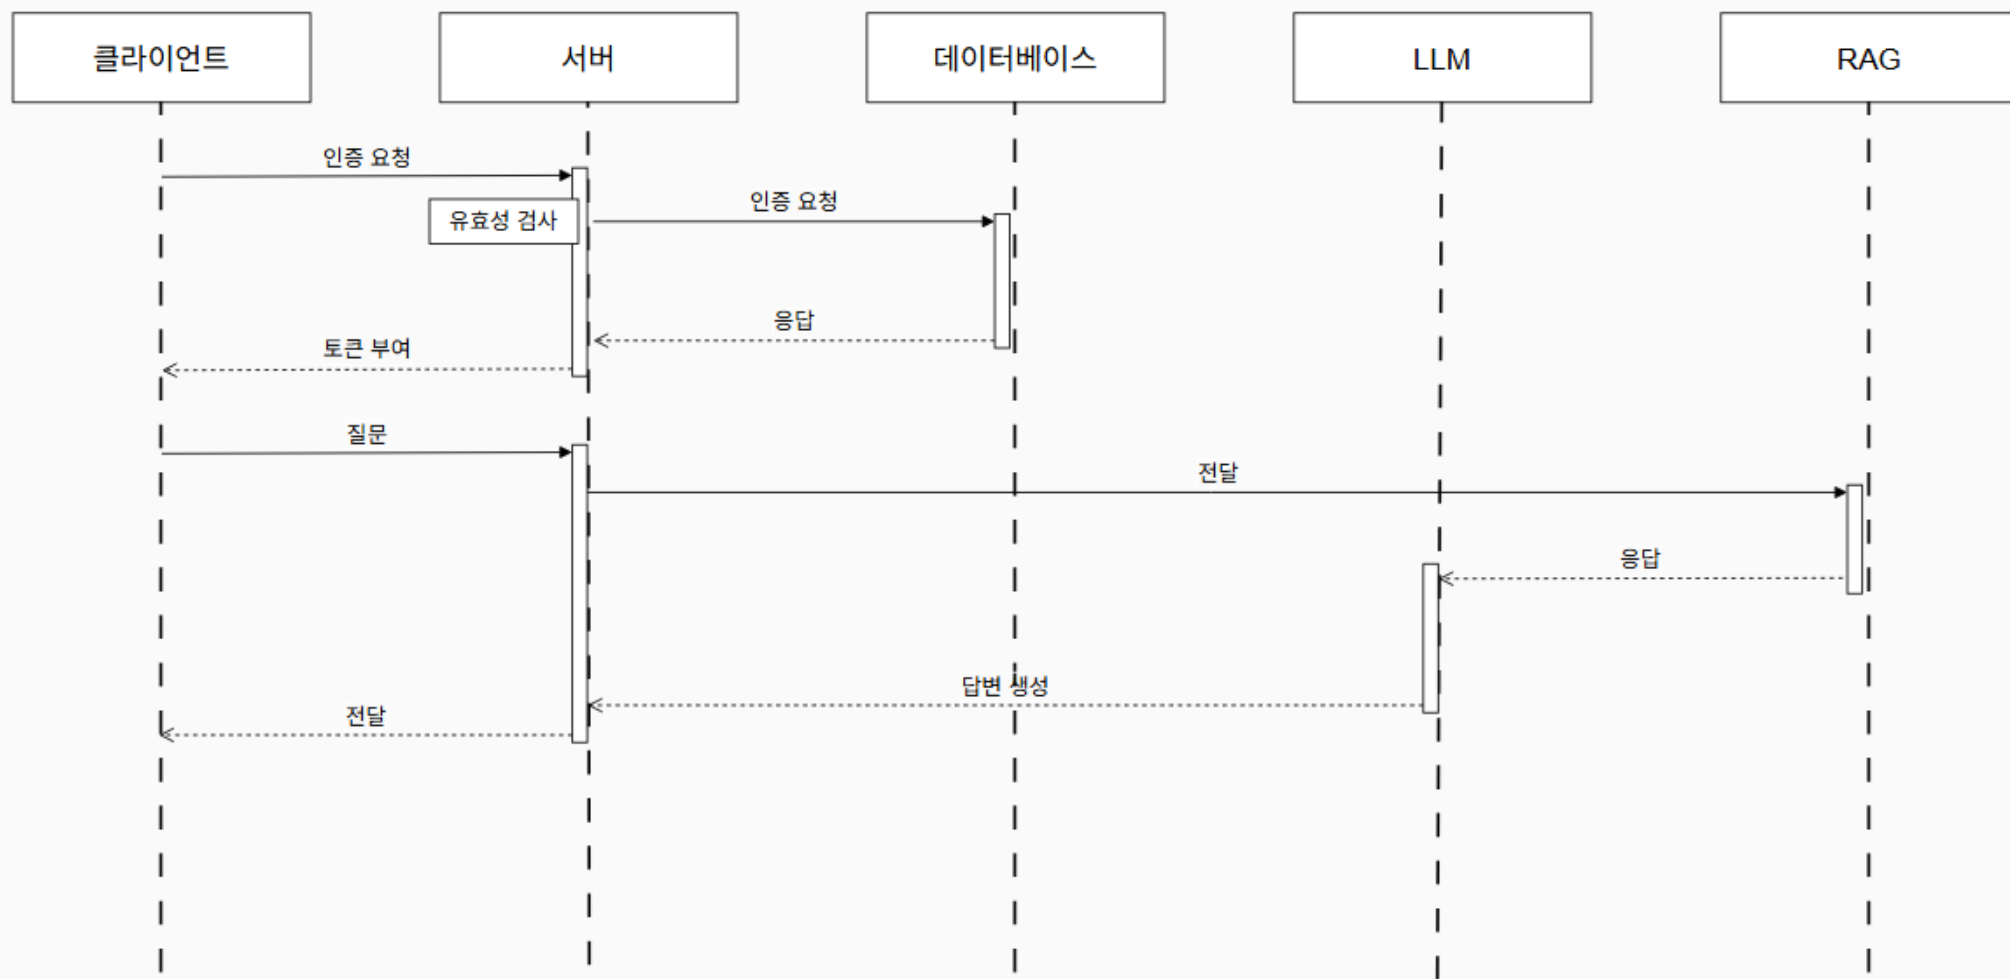 클라이언트
서버
데이터베이스
LLM
RAG
인증 요청
유효성 검사
인증 요청
응답
토큰 부여
질문
전달
응답
답변 생성
전달